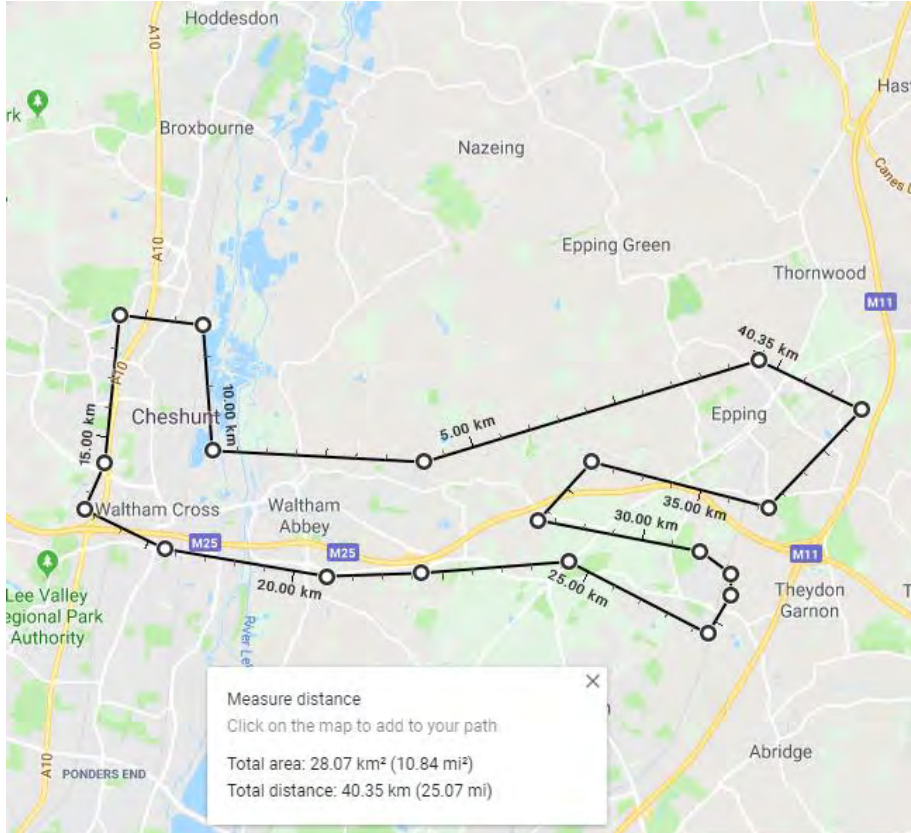 Hoddesdon
A10
rk
Broxbourne
Hast
Nazeing
Canes L
A10
Epping Green
Thornwood
M11
40.35 km
A10
10.00 km
Cheshunt
5.00 km
Epping
15.00 km
Waltham Cross
Waltham
Abbey
35.00 km
30.00 km
M25
M25
M11
25.00 km
20.00 km
Lee Valley
egional Park
Authority
Theydon
Garnon
T
River Le
Measure distance
Click on the map to add to your path
Total area: 28.07 km² (10.84 mi²)
Total distance: 40.35 km (25.07 mi)
Abridge
A10
PONDERS END